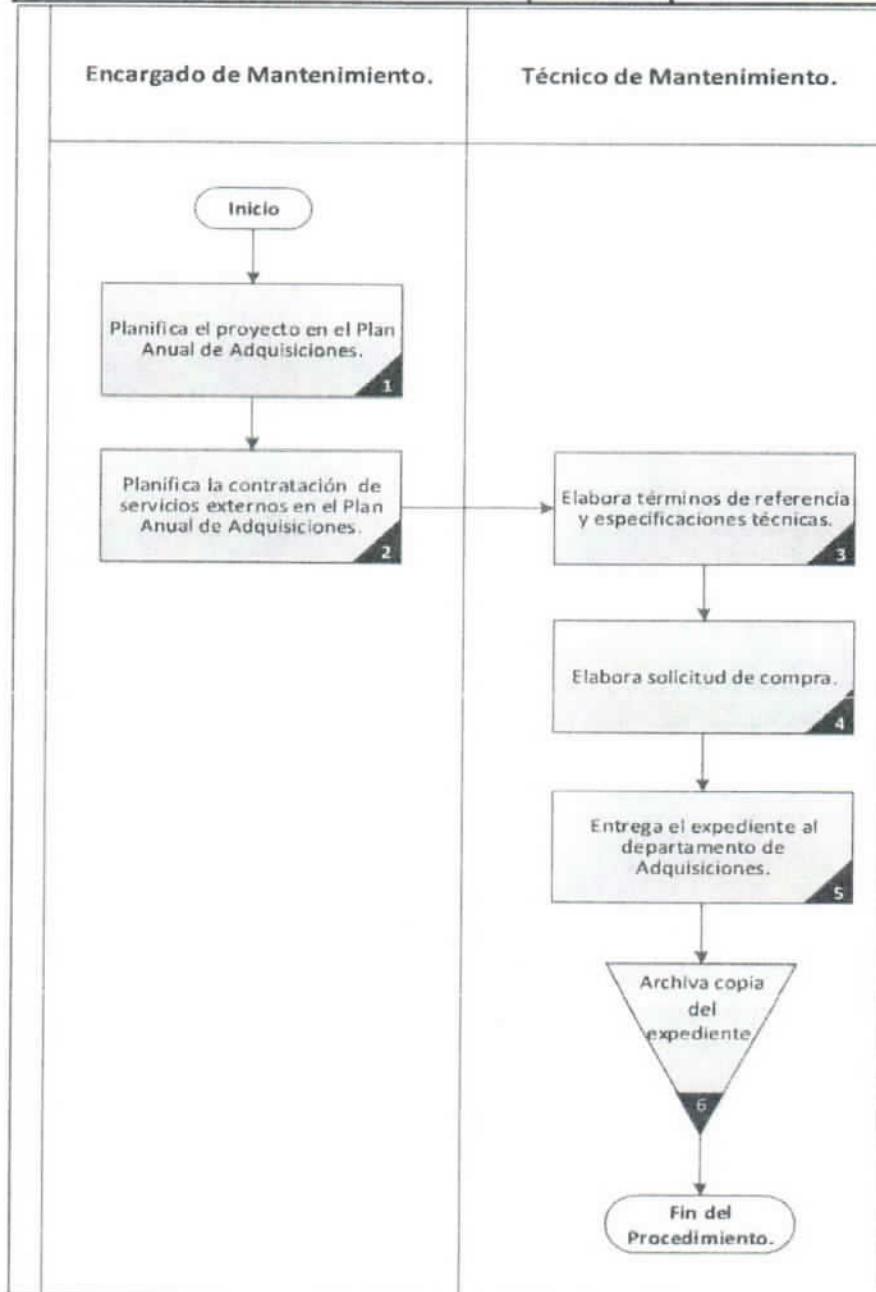 Encargado de Mantenimiento.
Técnico de Mantenimiento.
Inicio
Planifica el proyecto en el Plan
Anual de Adquisiciones.
1
Planifica la contratación de
servicios externos en el Plan
Anual de Adquisiciones.
2
Elabora términos de referencia
y especificaciones técnicas.
3
Elabora solicitud de compra.
4
Entrega el expediente al
departamento de
Adquisiciones.
5
Archiva copia
del
expediente
6
Fin del
Procedimiento.